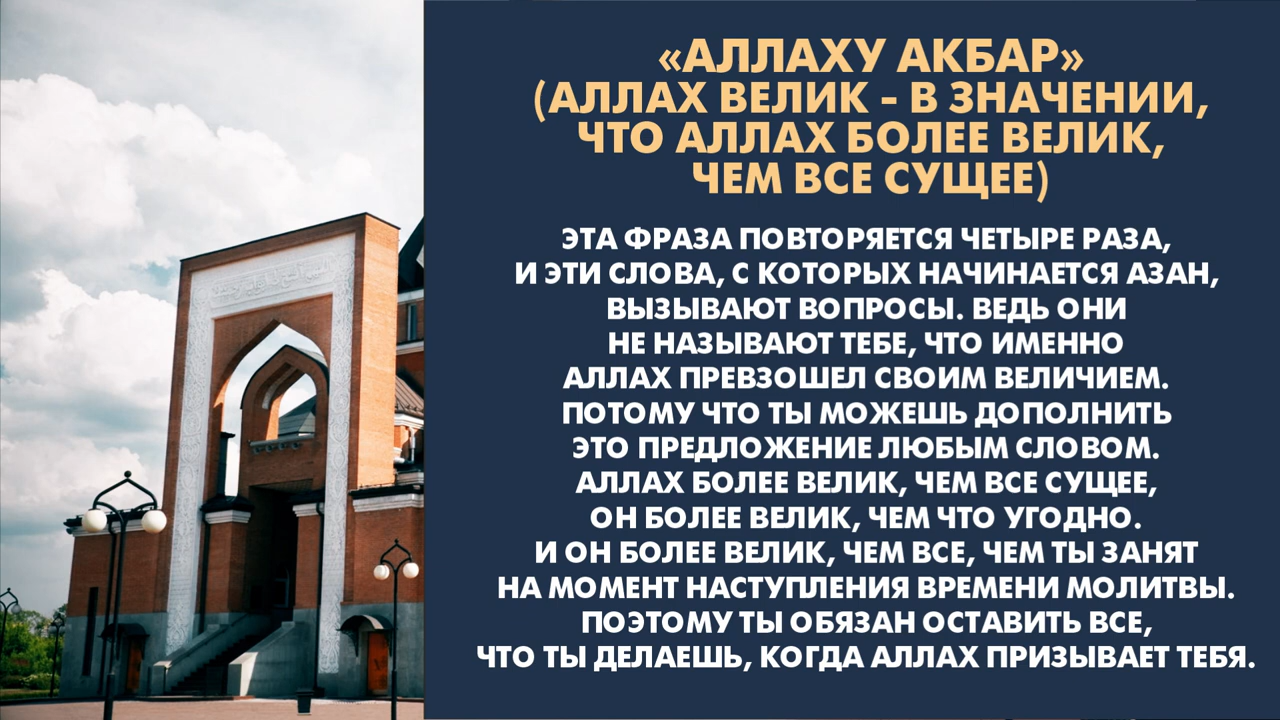 «АЛЛАХУ АКБАР»
(АЛЛАХ ВЕЛИК - В ЗНАЧЕНИИ,
ЧТО АЛЛАХ БОЛЕЕ ВЕЛИК,
ЧЕМ ВСЕ СУЩЕЕ)
ЭТА ФРАЗА ПОВТОРЯЕТСЯ ЧЕТЫРЕ РАЗА,
И ЭТИ СЛОВА, С КОТОРЫХ НАЧИНАЕТСЯ АЗАН,
ВЫЗЫВАЮТ ВОПРОСЫ. ВЕДЬ ОНИ
НЕ НАЗЫВАЮТ ТЕБЕ, ЧТО ИМЕННО
АЛЛАХ ПРЕВЗОШЕЛ СВОИМ ВЕЛИЧИЕМ.
ПОТОМУ ЧТО ТЫ МОЖЕШЬ ДОПОЛНИТЬ
ЭТО ПРЕДЛОЖЕНИЕ ЛЮБЫМ СЛОВОМ.
АЛЛАХ БОЛЕЕ ВЕЛИК, ЧЕМ ВСЕ СУЩЕЕ,
ОН БОЛЕЕ ВЕЛИК, ЧЕМ ЧТО УГОДНО.
И ОН БОЛЕЕ ВЕЛИК, ЧЕМ ВСЕ, ЧЕМ ТЫ ЗАНЯТ
НА МОМЕНТ НАСТУПЛЕНИЯ ВРЕМЕНИ МОЛИТВЫ.
ПОЭТОМУ ТЫ ОБЯЗАН ОСТАВИТЬ ВСЕ,
ЧТО ТЫ ДЕЛАЕШЬ, КОГДА АЛЛАХ ПРИЗЫВАЕТ ТЕБЯ.